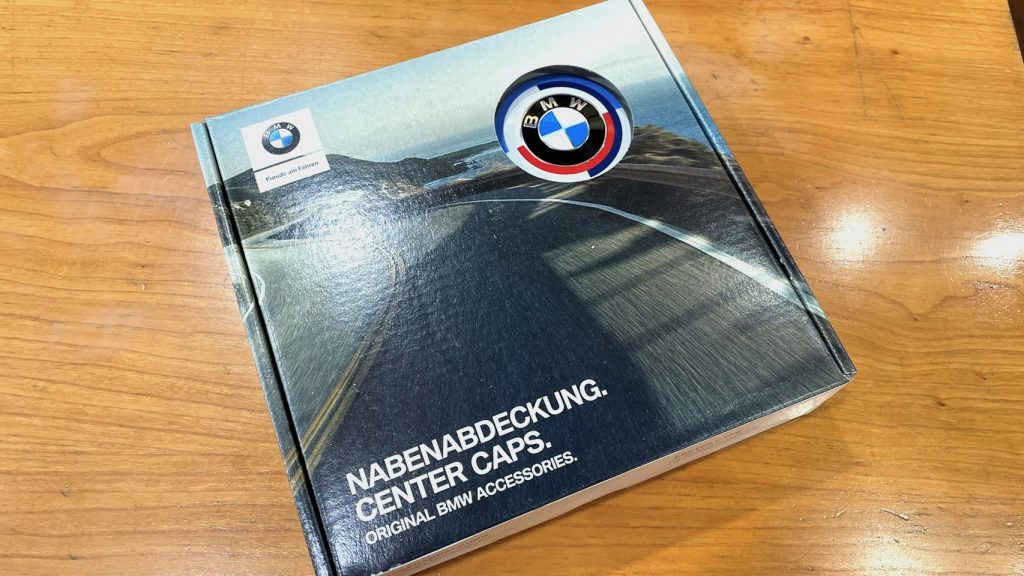 BMW
Freude am Fahren
BMW
NABENABDECKUNG.
CENTER CAPS.
ORIGINAL BMW ACCESSORIES.